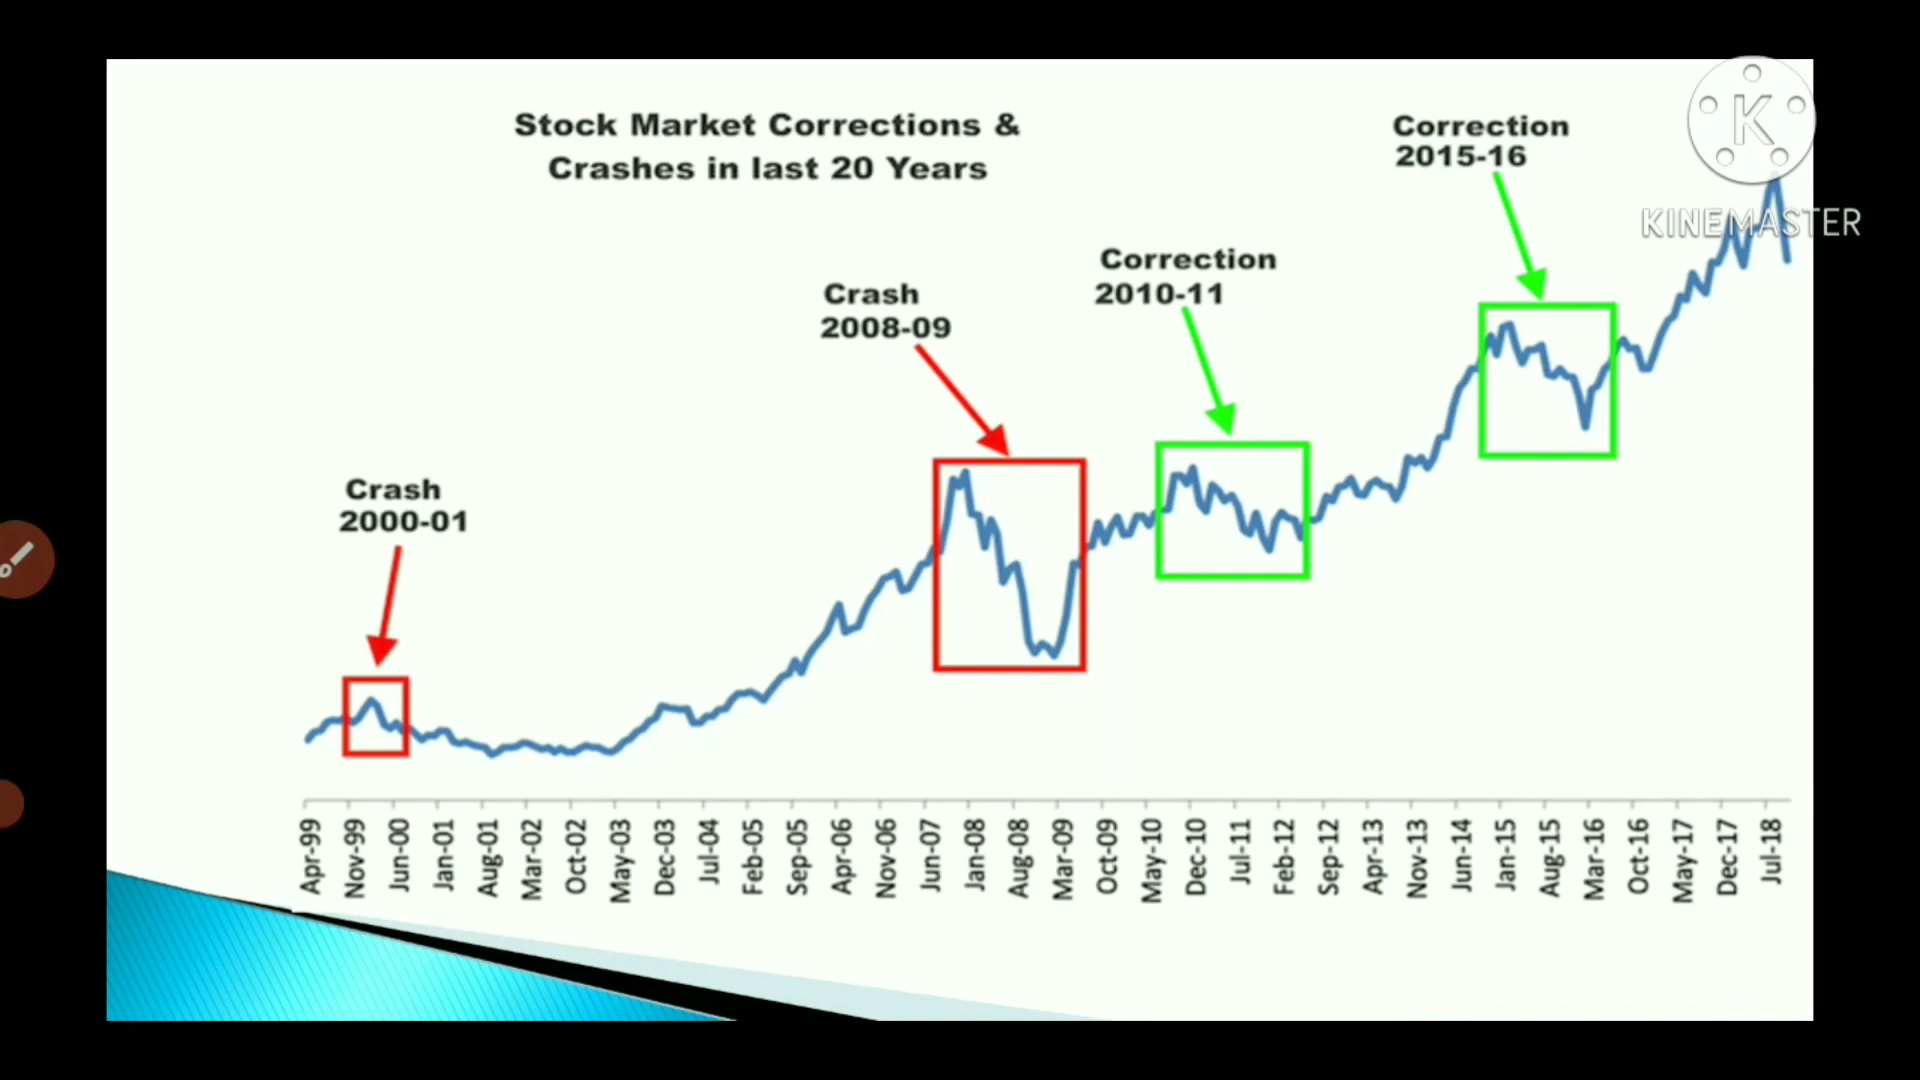 Stock Market Corrections &
Crashes in last 20 Years
Correction
2015-16
K
KINEMASTER
Correction
2010-11
Crash
2008-09
Crash
2000-01
Apr-99
Nov-99
Jun-00
Jan-01
Aug-01
Mar-02
Oct-02
May-03
Dec-03
Jul-04
Feb-05
Sep-05
Apr-06
Nov-06
Jun-07
Jan-08
Aug-08
Mar-09
Oct-09
May-10
Dec-10
Jul-11
Feb-12
Sep-12
Apr-13
Nov-13
Jun-14
Jan-15
Aug-15
Mar-16
Oct-16
May-17
Dec-17
Jul-18